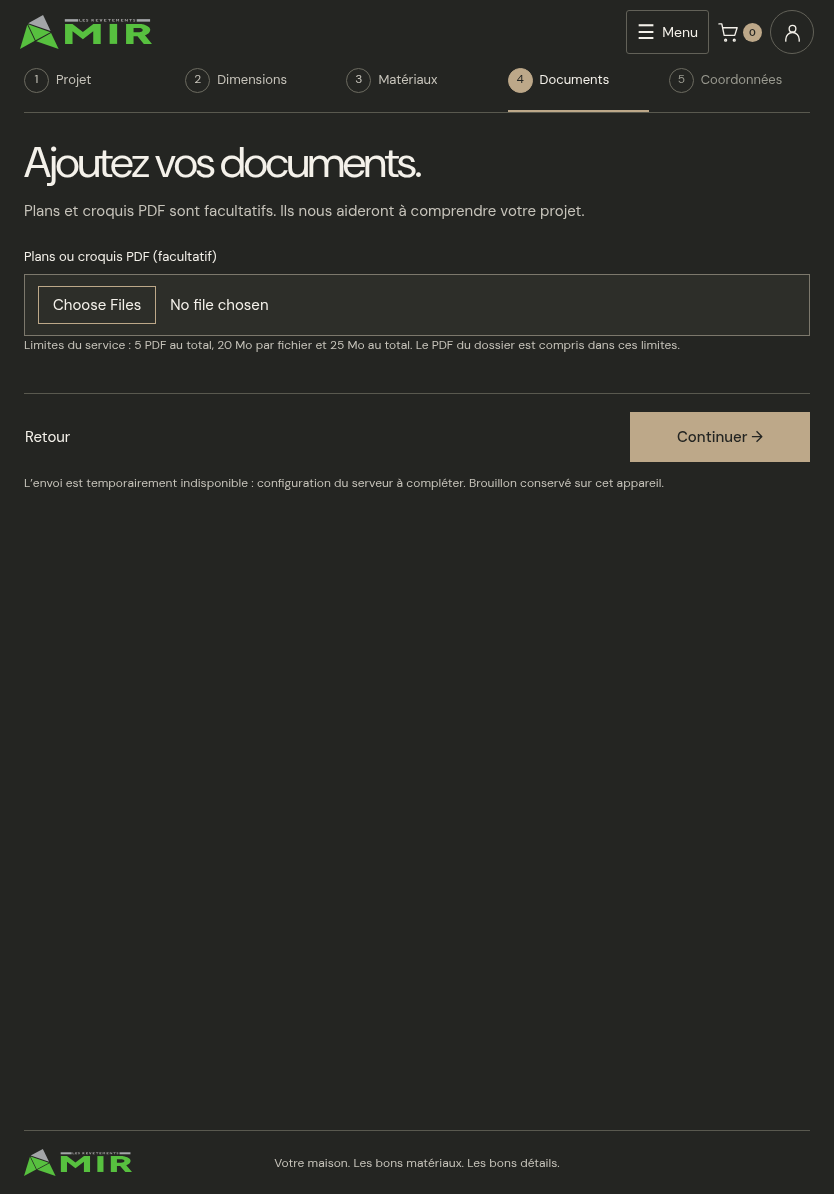 LES REVÊTEMENTS
MIR
Menu
0
1 Projet
2 Dimensions
3 Matériaux
4 Documents
5 Coordonnées
Ajoutez vos documents.
Plans et croquis PDF sont facultatifs. Ils nous aideront à comprendre votre projet.
Plans ou croquis PDF (facultatif)
Choose Files No file chosen
Limites du service : 5 PDF au total, 20 Mo par fichier et 25 Mo au total. Le PDF du dossier est compris dans ces limites.
Retour
Continuer →
L’envoi est temporairement indisponible : configuration du serveur à compléter. Brouillon conservé sur cet appareil.
LES REVÊTEMENTS
MIR
Votre maison. Les bons matériaux. Les bons détails.